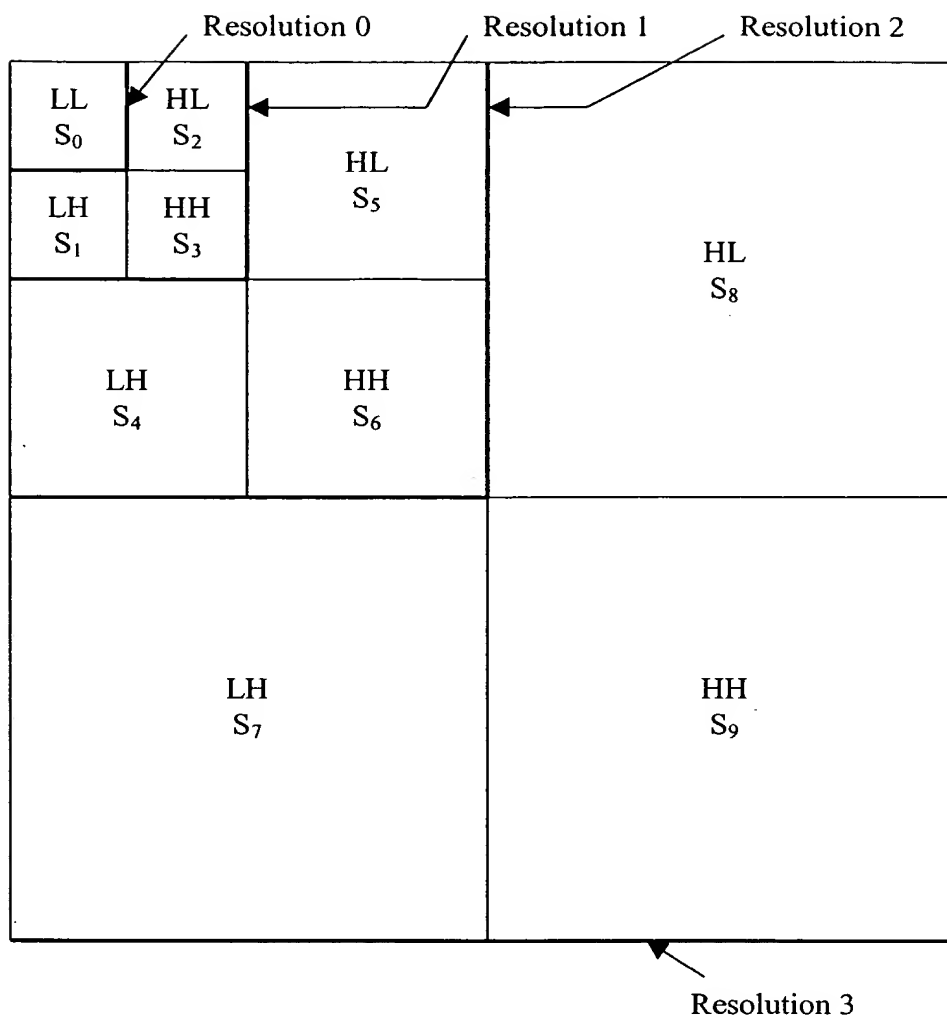 Resolution 0
Resolution 1
Resolution 2
LL
S₀
HL
S₂
HL
S₅
HL
S₈
LH
S₁
HH
S₃
LH
S₄
HH
S₆
LH
S₇
HH
S₉
Resolution 3